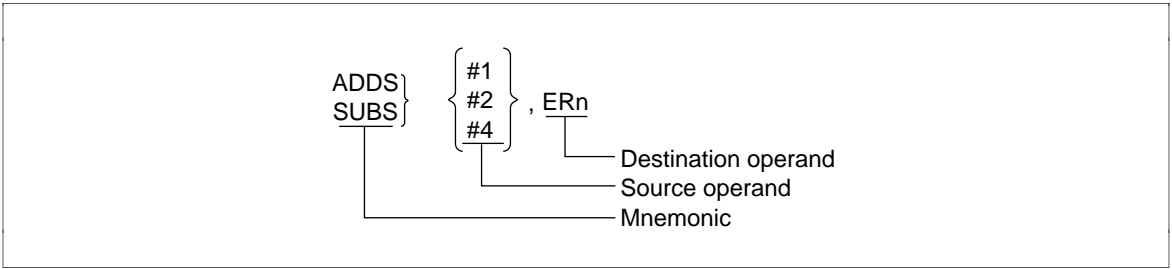 ADDS
SUBS
#1
#2
#4
, ERn
Destination operand
Source operand
Mnemonic